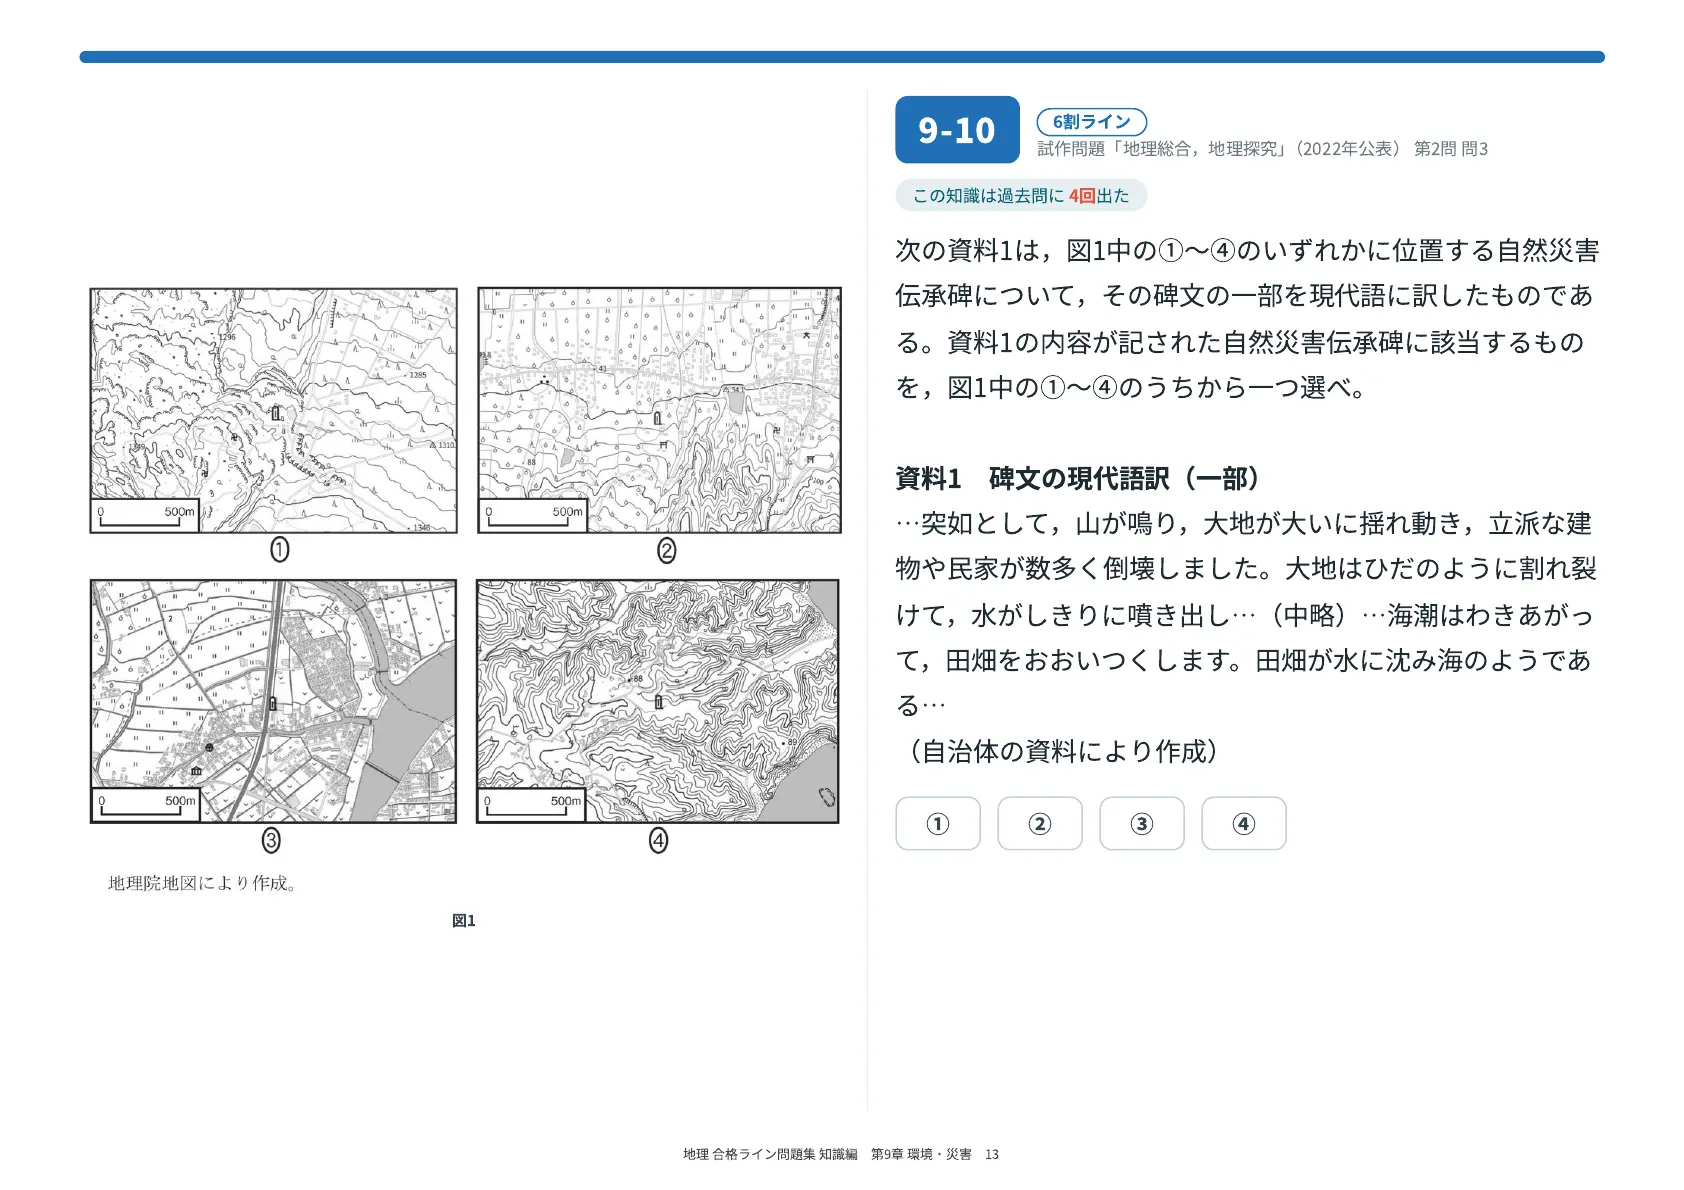 9-10
6割ライン
試作問題「地理総合，地理探究」（2022年公表） 第2問 問3
この知識は過去問に 4回出た
次の資料1は，図1中の①～④のいずれかに位置する自然災害
伝承碑について，その碑文の一部を現代語に訳したものであ
る。資料1の内容が記された自然災害伝承碑に該当するもの
を，図1中の①～④のうちから一つ選べ。
資料1　碑文の現代語訳（一部）
…突如として，山が鳴り，大地が大いに揺れ動き，立派な建
物や民家が数多く倒壊しました。大地はひだのように割れ裂
けて，水がしきりに噴き出し…（中略）…海潮はわきあがっ
て，田畑をおおいつくします。田畑が水に沈み海のようであ
る…
（自治体の資料により作成）
①
②
③
④
1296
1285
1310
1349
1346
0 500m
①
41
54
88
100
0 500m
②
2
0 500m
③
88
89
0 500m
④
地理院地図により作成。
図1
地理 合格ライン問題集 知識編　第9章 環境・災害　13